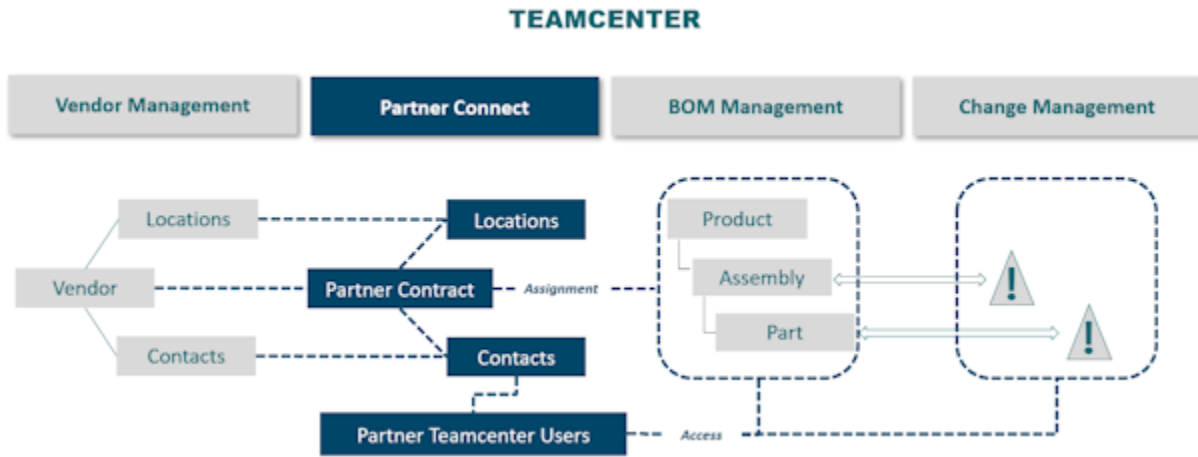 TEAMCENTER
Vendor Management
Partner Connect
BOM Management
Change Management
Locations
Locations
Product
Vendor
Partner Contract
Assignment
Assembly
!
Part
!
Contacts
Contacts
Partner Teamcenter Users
Access